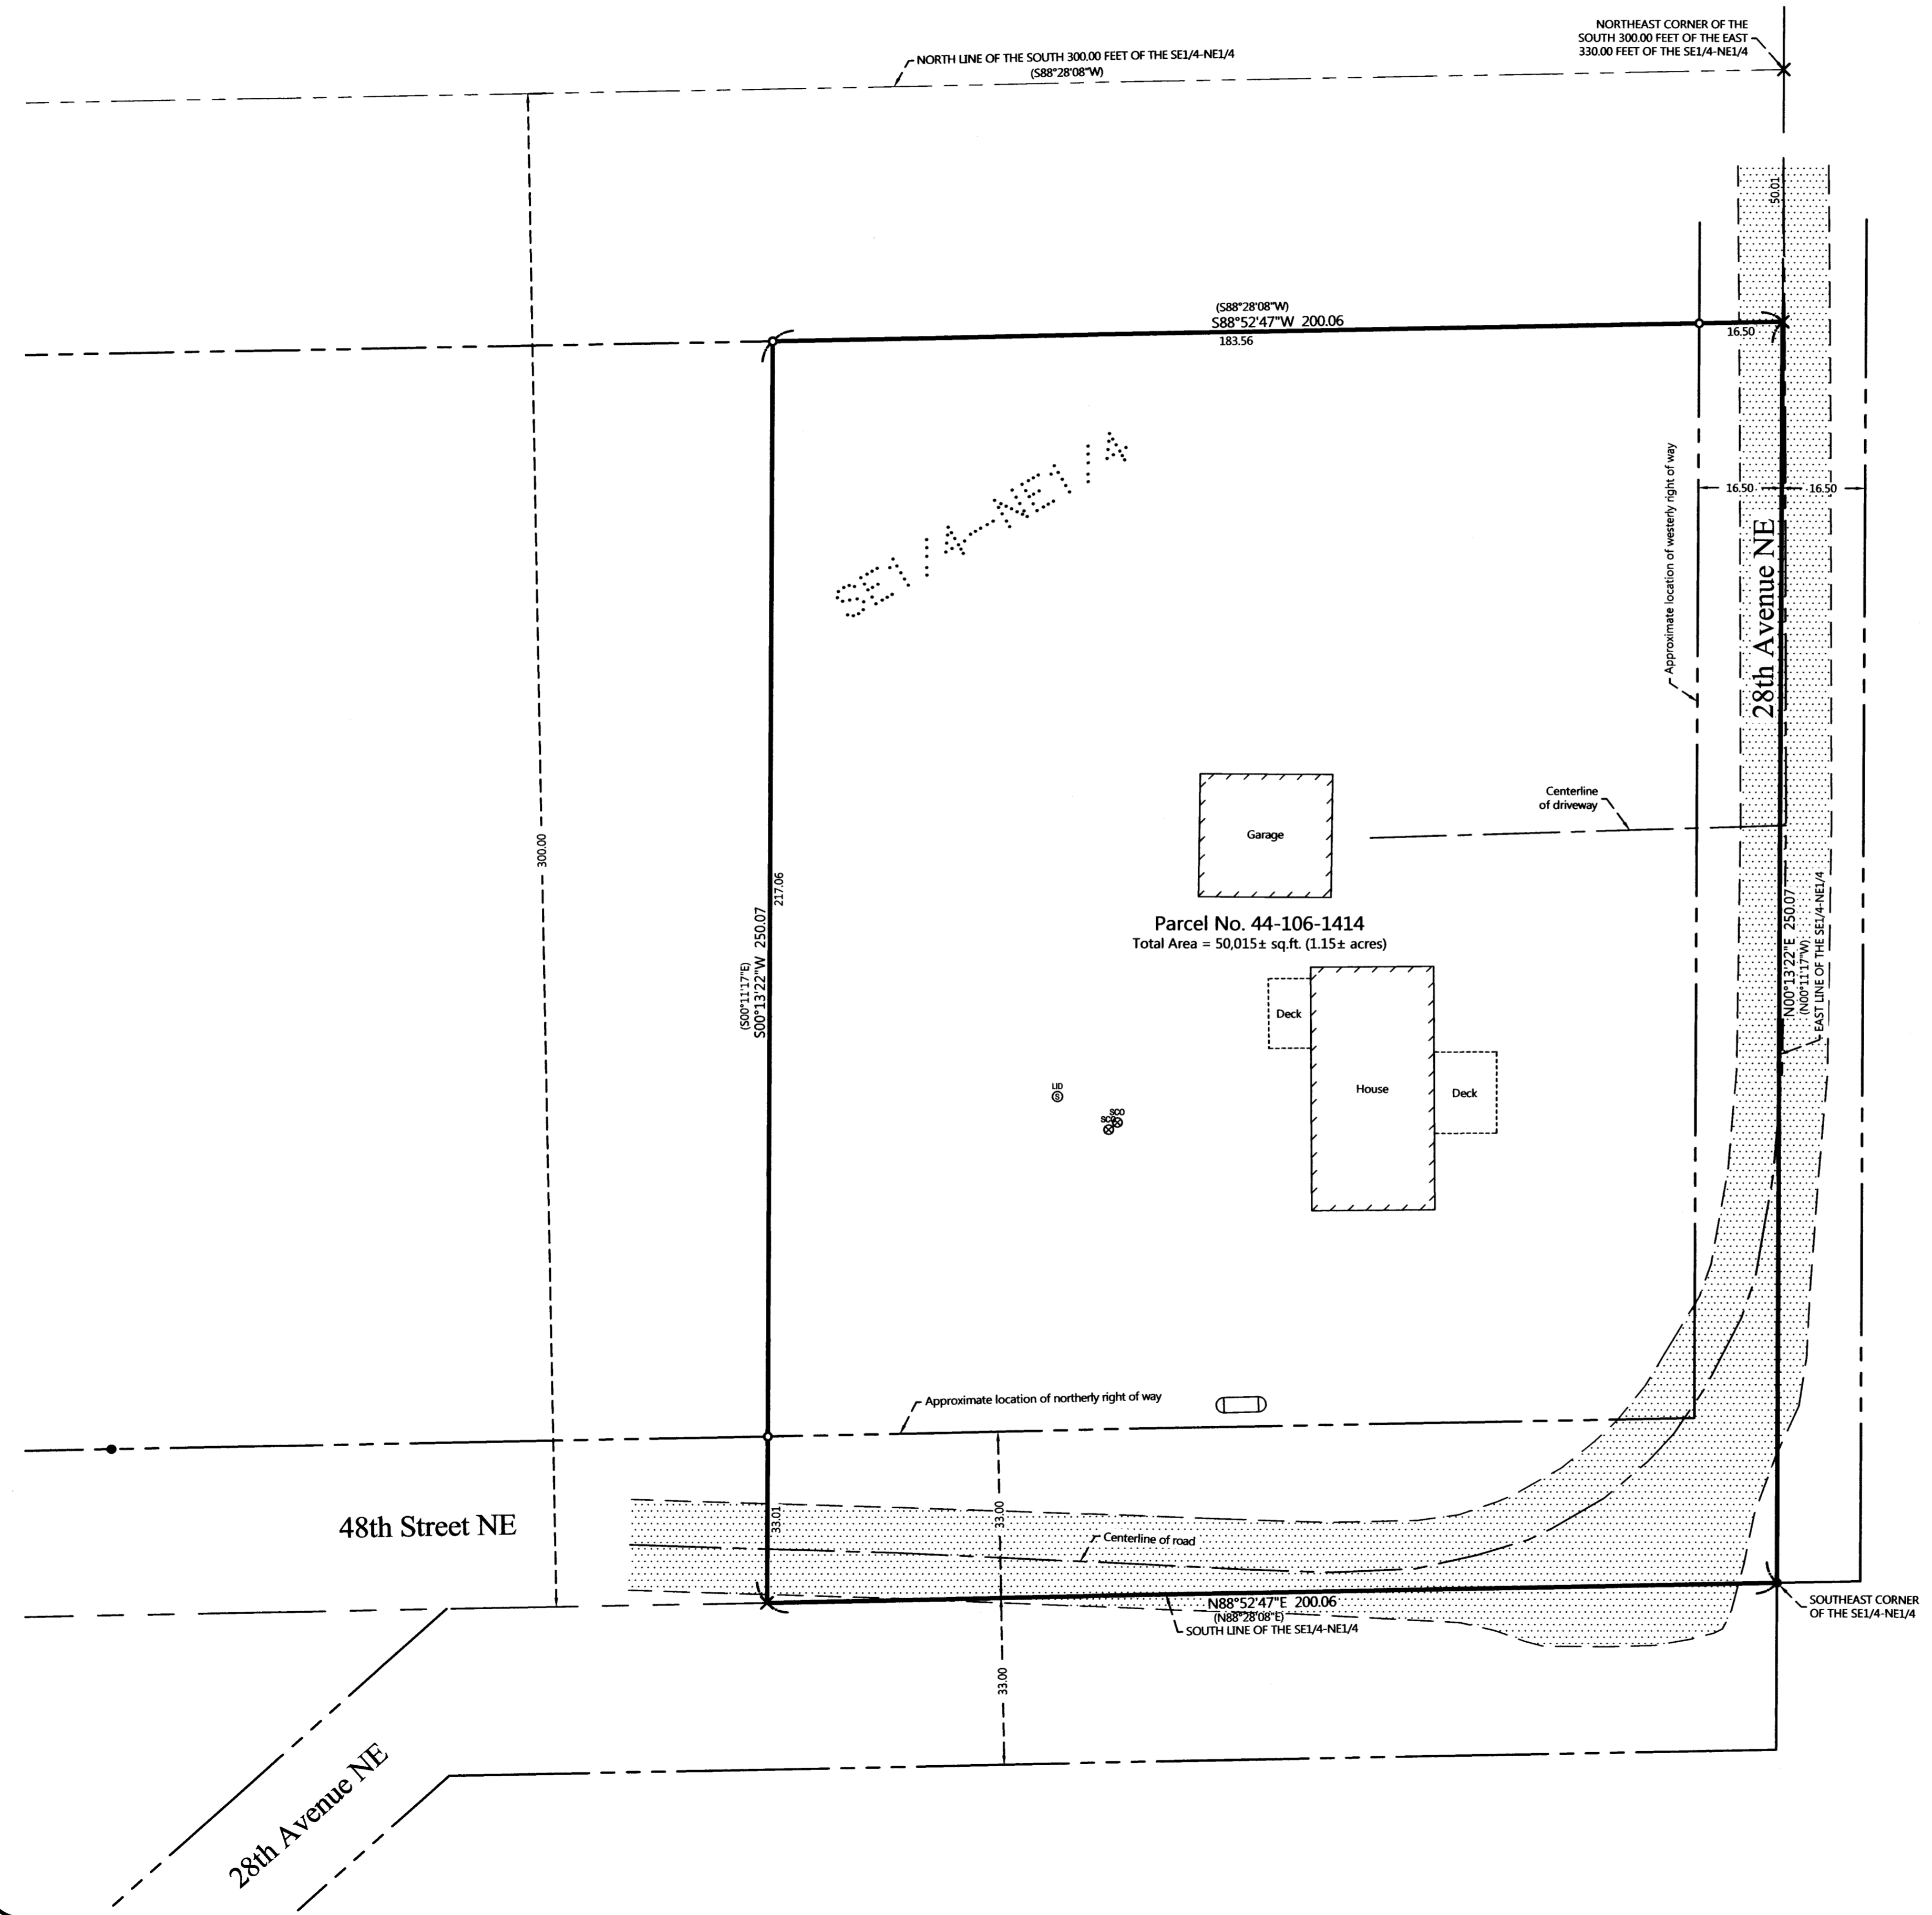 NORTHEAST CORNER OF THE
SOUTH 300.00 FEET OF THE EAST
330.00 FEET OF THE SE1/4-NE1/4
NORTH LINE OF THE SOUTH 300.00 FEET OF THE SE1/4-NE1/4
(S88°28'08"W)
50.01
(S88°28'08"W)
S88°52'47"W 200.06
183.56
16.50
SE1/4-NE1/4
Approximate location of westerly right of way
16.50
16.50
28th Avenue NE
Centerline
of driveway
Garage
300.00
217.06
(S00°11'17"E)
S00°13'22"W 250.07
Parcel No. 44-106-1414
Total Area = 50,015± sq.ft. (1.15± acres)
N00°13'22"E 250.07
(N00°11'17"W)
EAST LINE OF THE SE1/4-NE1/4
Deck
House
Deck
LID
S
SCO
SCO
Approximate location of northerly right of way
48th Street NE
33.01
33.00
Centerline of road
N88°52'47"E 200.06
(N88°28'08"E)
SOUTH LINE OF THE SE1/4-NE1/4
SOUTHEAST CORNER
OF THE SE1/4-NE1/4
33.00
28th Avenue NE